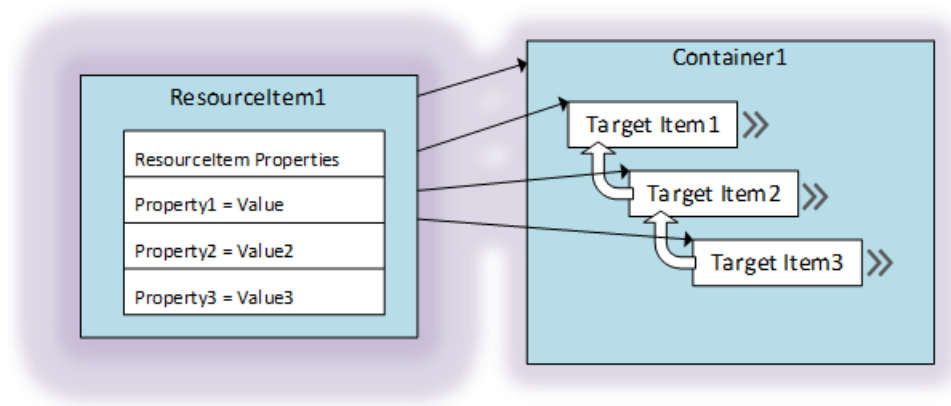 ResourceItem1
ResourceItem Properties
Property1 = Value
Property2 = Value2
Property3 = Value3
Container1
Target Item1
Target Item2
Target Item3